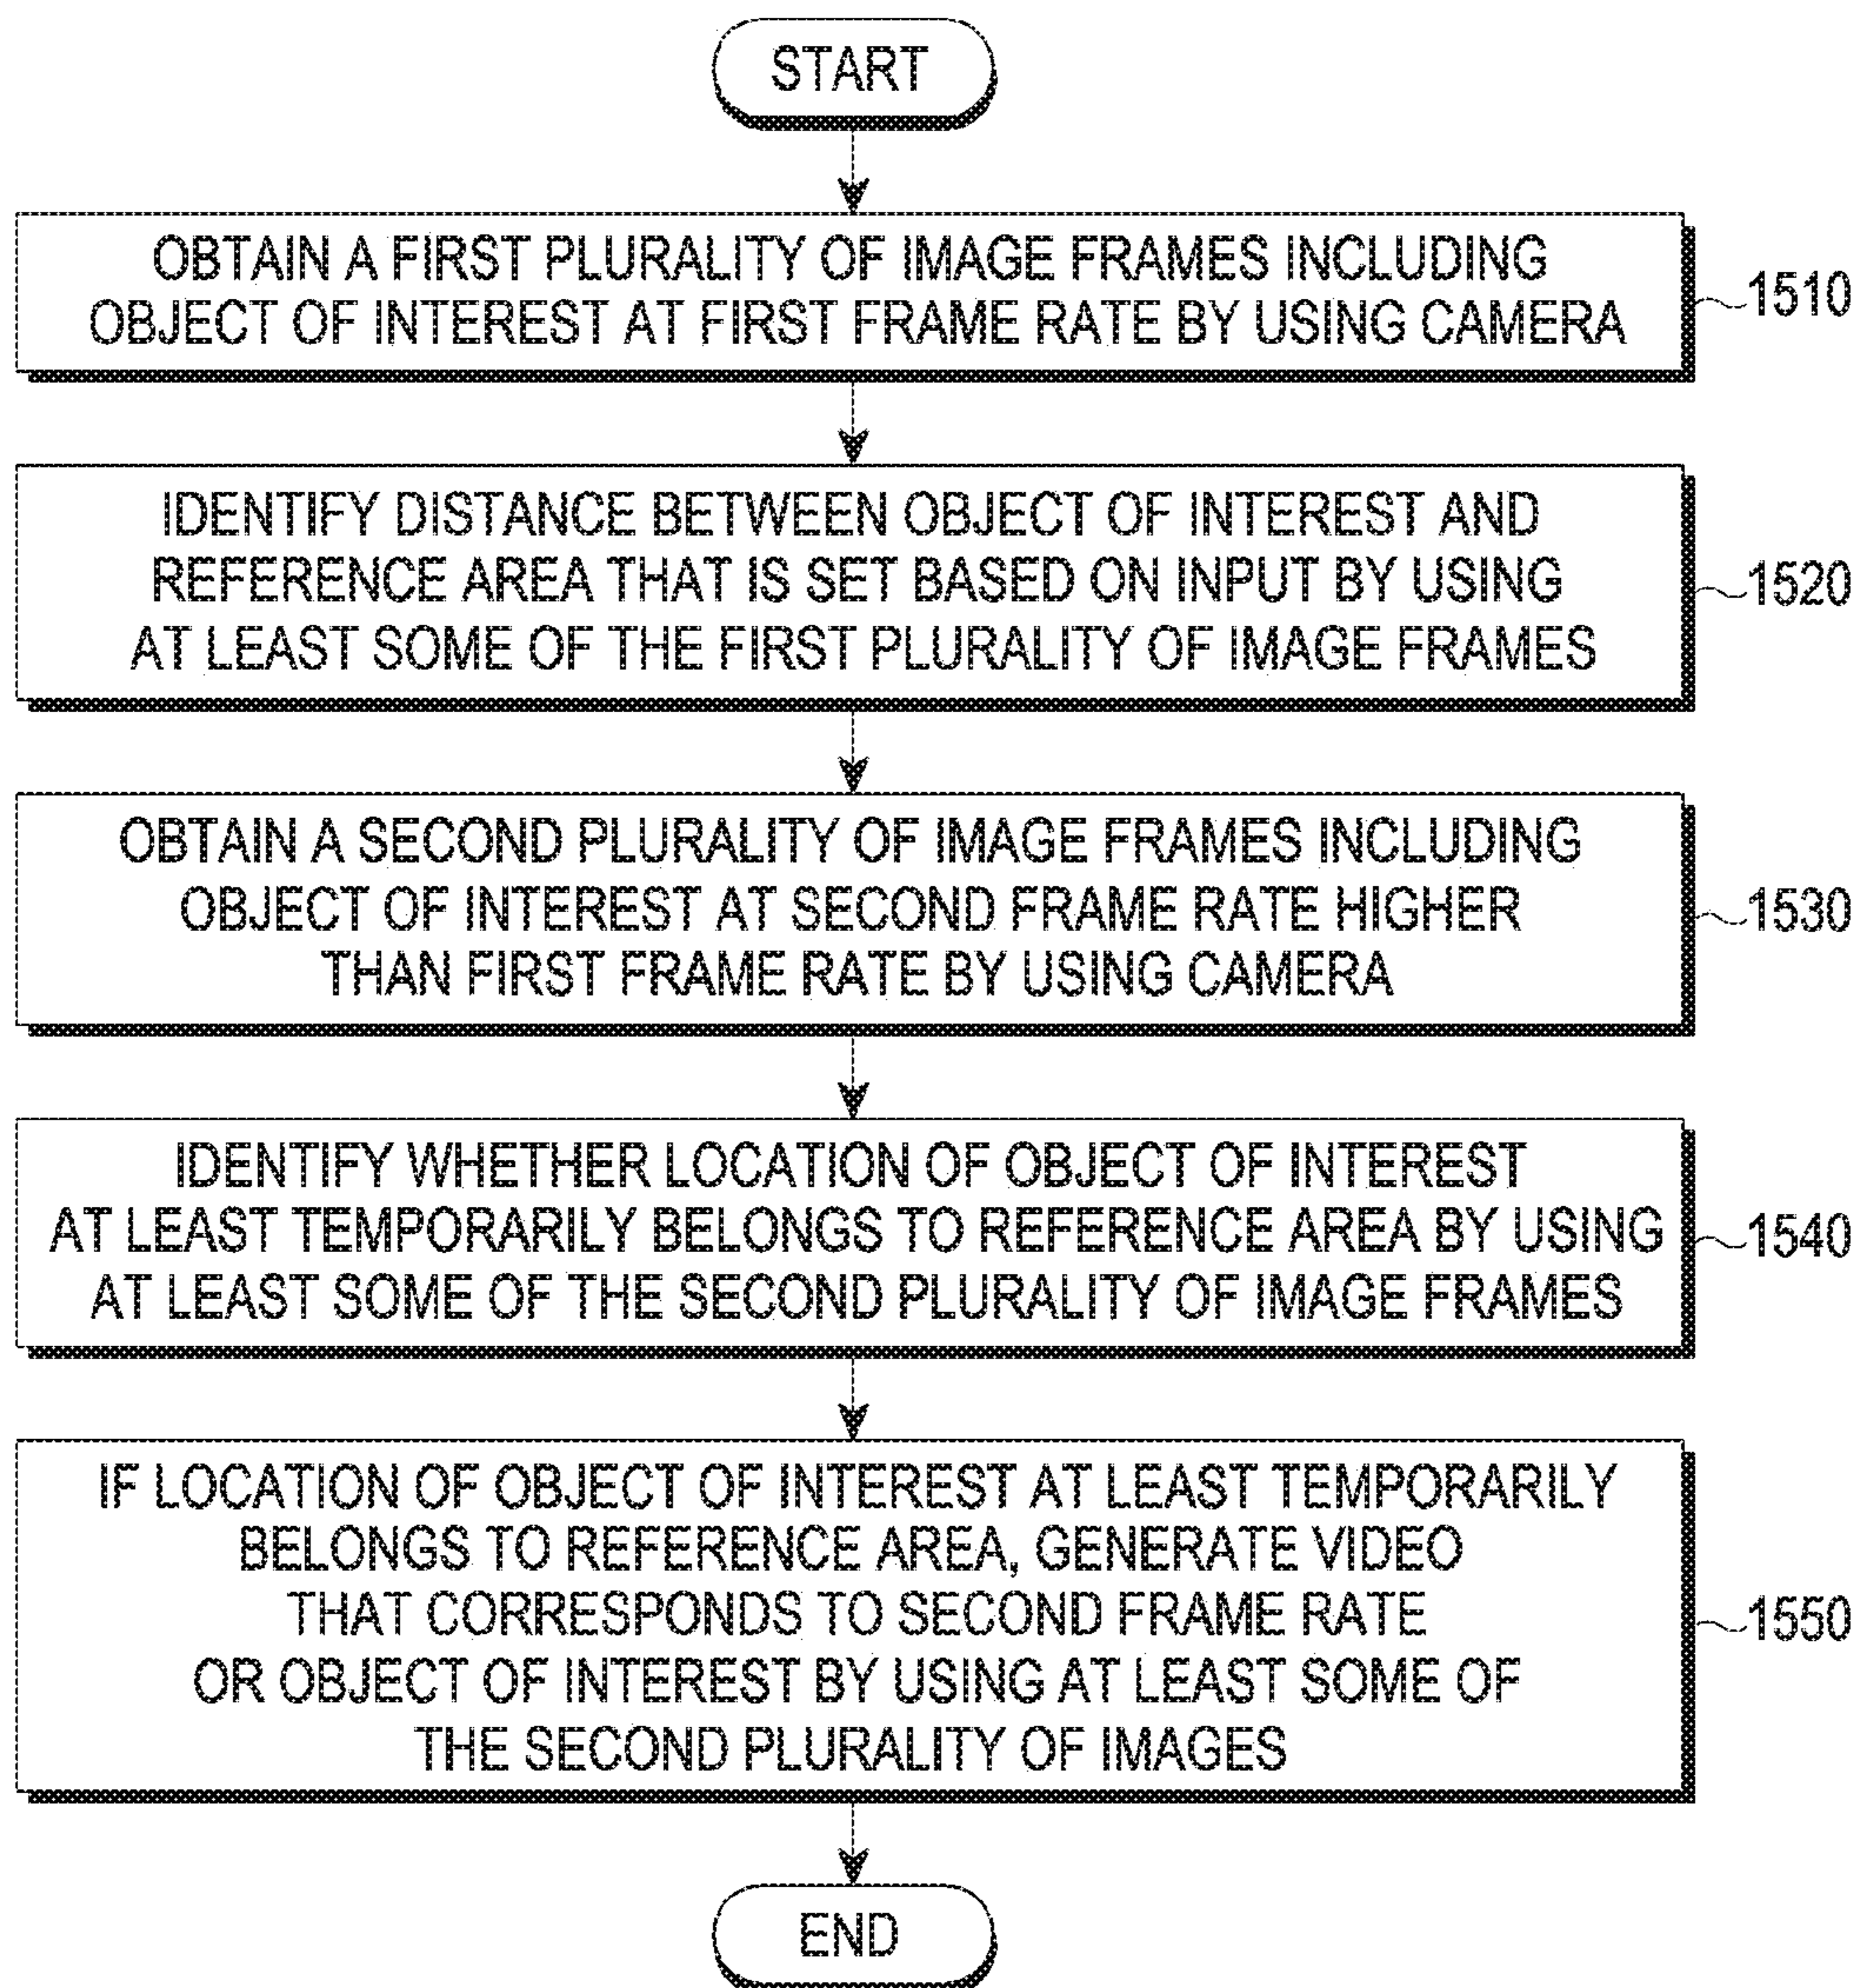 START
OBTAIN A FIRST PLURALITY OF IMAGE FRAMES INCLUDING
OBJECT OF INTEREST AT FIRST FRAME RATE BY USING CAMERA
1510
IDENTIFY DISTANCE BETWEEN OBJECT OF INTEREST AND
REFERENCE AREA THAT IS SET BASED ON INPUT BY USING
AT LEAST SOME OF THE FIRST PLURALITY OF IMAGE FRAMES
1520
OBTAIN A SECOND PLURALITY OF IMAGE FRAMES INCLUDING
OBJECT OF INTEREST AT SECOND FRAME RATE HIGHER
THAN FIRST FRAME RATE BY USING CAMERA
1530
IDENTIFY WHETHER LOCATION OF OBJECT OF INTEREST
AT LEAST TEMPORARILY BELONGS TO REFERENCE AREA BY USING
AT LEAST SOME OF THE SECOND PLURALITY OF IMAGE FRAMES
1540
IF LOCATION OF OBJECT OF INTEREST AT LEAST TEMPORARILY
BELONGS TO REFERENCE AREA, GENERATE VIDEO
THAT CORRESPONDS TO SECOND FRAME RATE
OR OBJECT OF INTEREST BY USING AT LEAST SOME OF
THE SECOND PLURALITY OF IMAGES
1550
END